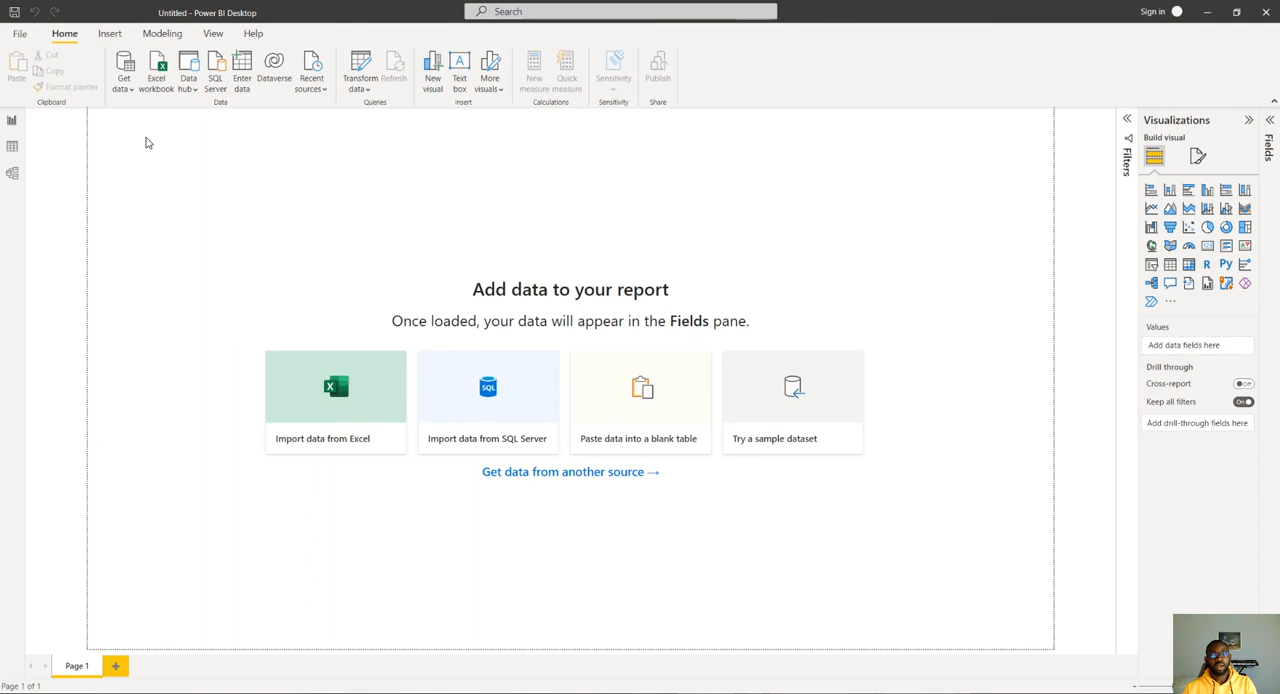 Untitled - Power BI Desktop
Search
Sign in
File
Home
Insert
Modeling
View
Help
Paste
Cut
Copy
Format painter
Clipboard
Get data
Excel workbook
Data hub
SQL Server
Enter data
Dataverse
Recent sources
Data
Transform data
Refresh
Queries
New visual
Text box
More visuals
Insert
New measure
Quick measure
Calculations
Sensitivity
Sensitivity
Publish
Share
Filters
Visualizations
Build visual
Fields
R
Py
Values
Add data fields here
Drill through
Cross-report
Off
Keep all filters
On
Add drill-through fields here
Add data to your report
Once loaded, your data will appear in the Fields pane.
X
SQL
Import data from Excel
Import data from SQL Server
Paste data into a blank table
Try a sample dataset
Get data from another source →
Page 1
Page 1 of 1